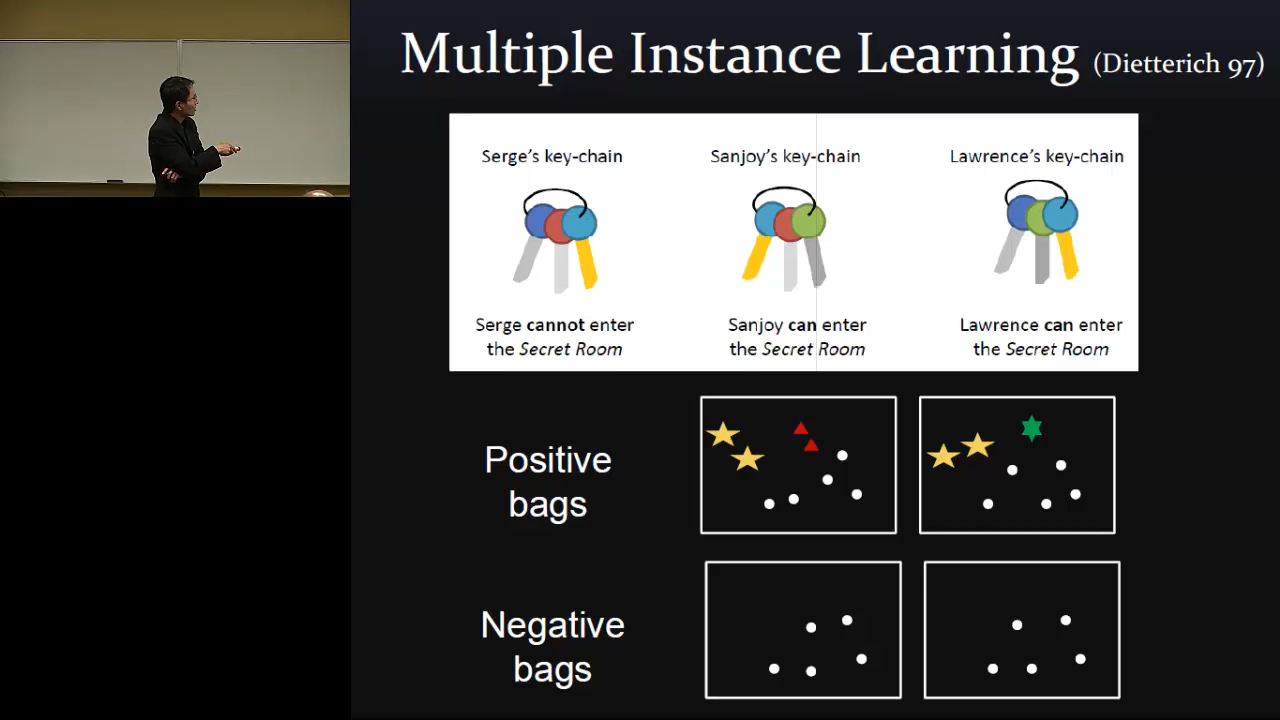 Multiple Instance Learning (Dietterich 97)
Serge's key-chain
Sanjoy's key-chain
Lawrence's key-chain
Serge cannot enter
the Secret Room
Sanjoy can enter
the Secret Room
Lawrence can enter
the Secret Room
Positive
bags
Negative
bags